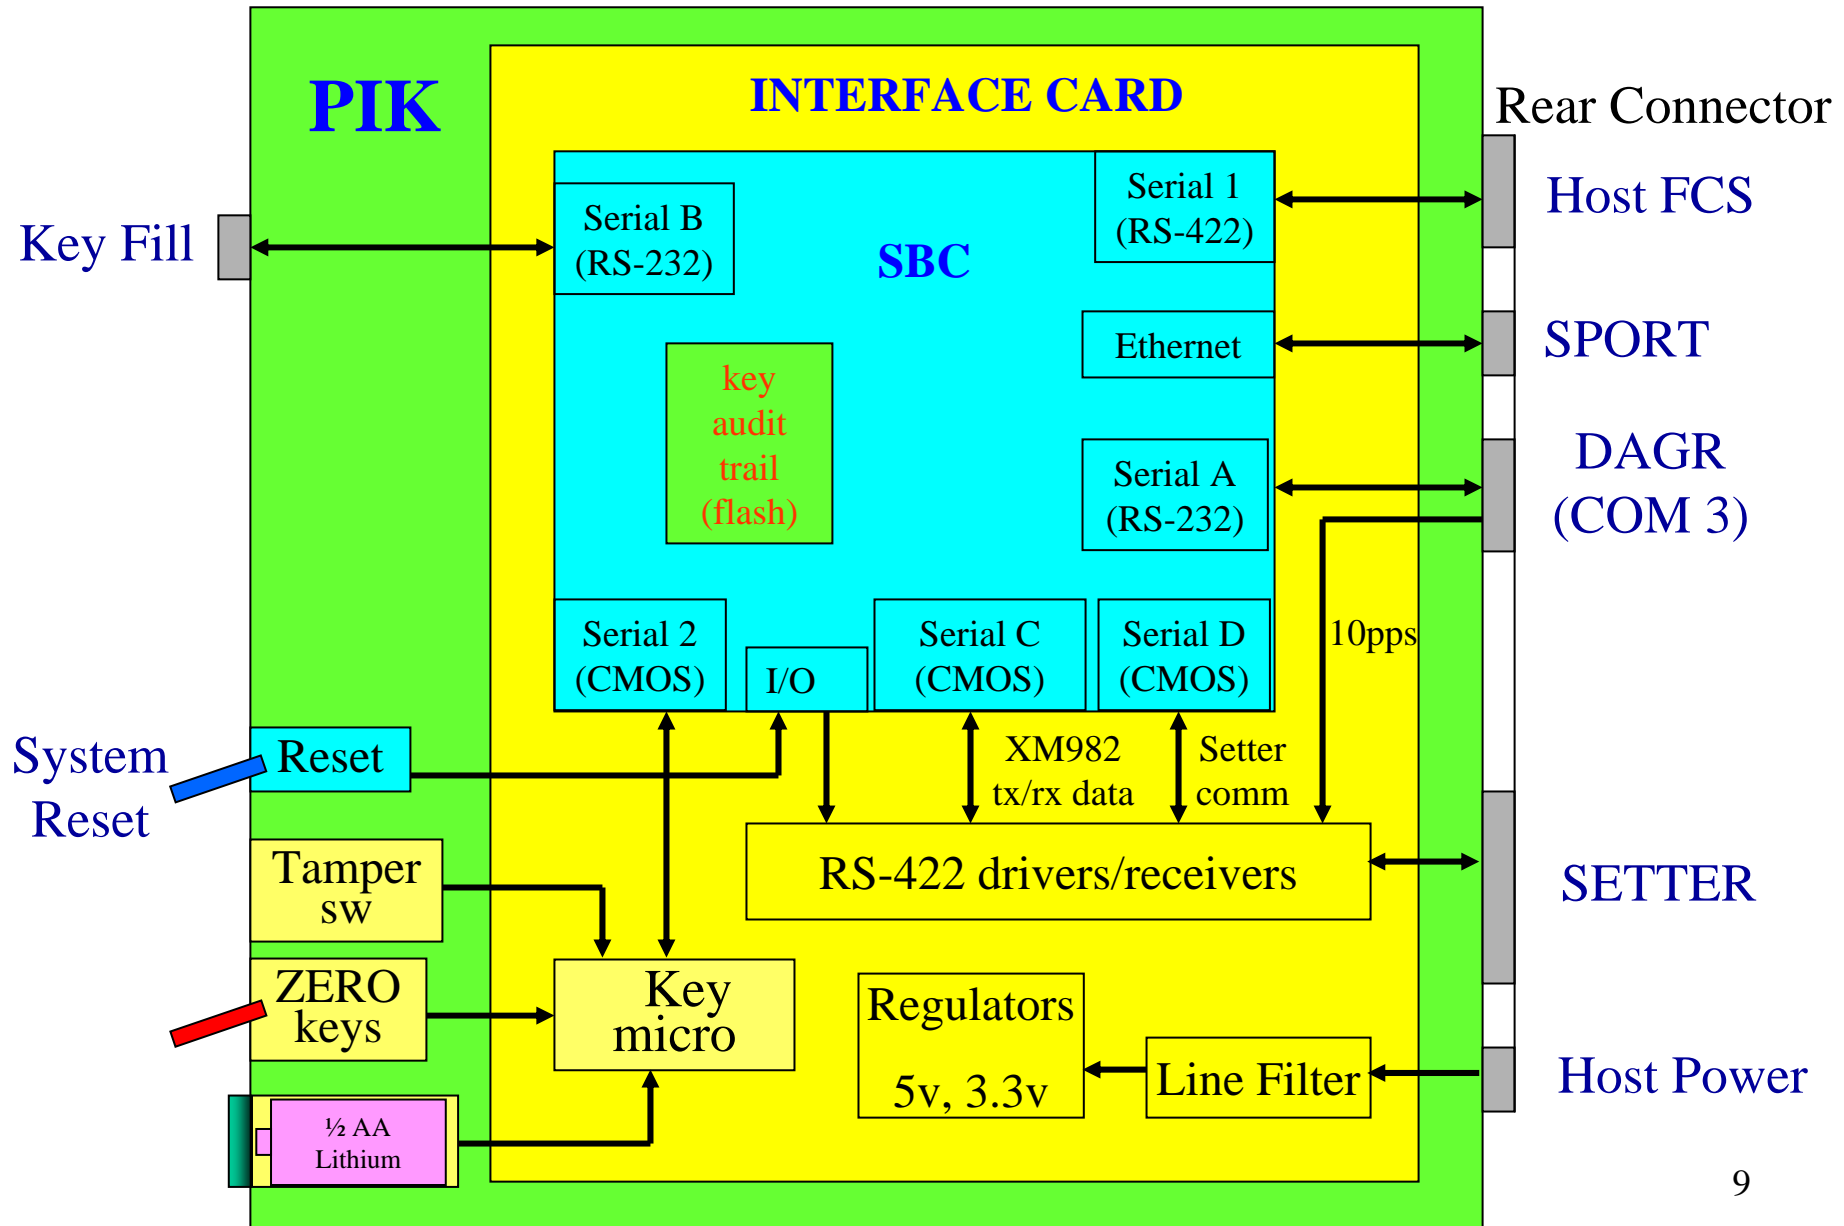 PIK
INTERFACE CARD
Rear Connector
Key Fill
Serial B
(RS-232)
SBC
Serial 1
(RS-422)
Host FCS
Ethernet
SPORT
key
audit
trail
(flash)
Serial A
(RS-232)
DAGR
(COM 3)
Serial 2
(CMOS)
I/O
Serial C
(CMOS)
Serial D
(CMOS)
10pps
System
Reset
Reset
XM982
tx/rx data
Setter
comm
Tamper
sw
RS-422 drivers/receivers
SETTER
ZERO
keys
Key
micro
Regulators
5v, 3.3v
Line Filter
Host Power
½ AA
Lithium
9